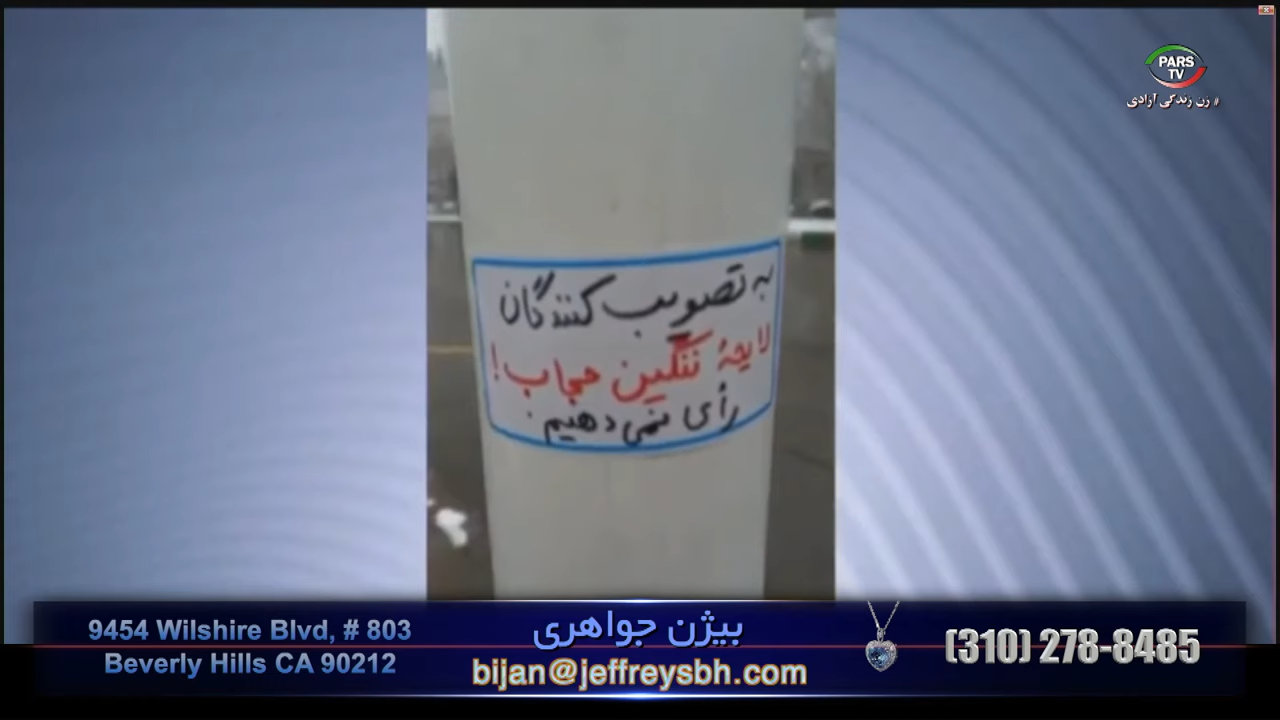 PARS
TV
# زن زندگی آزادی
به تصویب کنندگان
لایحهٔ ننگین حجاب!
رأی نمی دهیم.
9454 Wilshire Blvd, # 803
Beverly Hills CA 90212
بیژن جواهری
bijan@jeffreysbh.com
(310) 278-8485